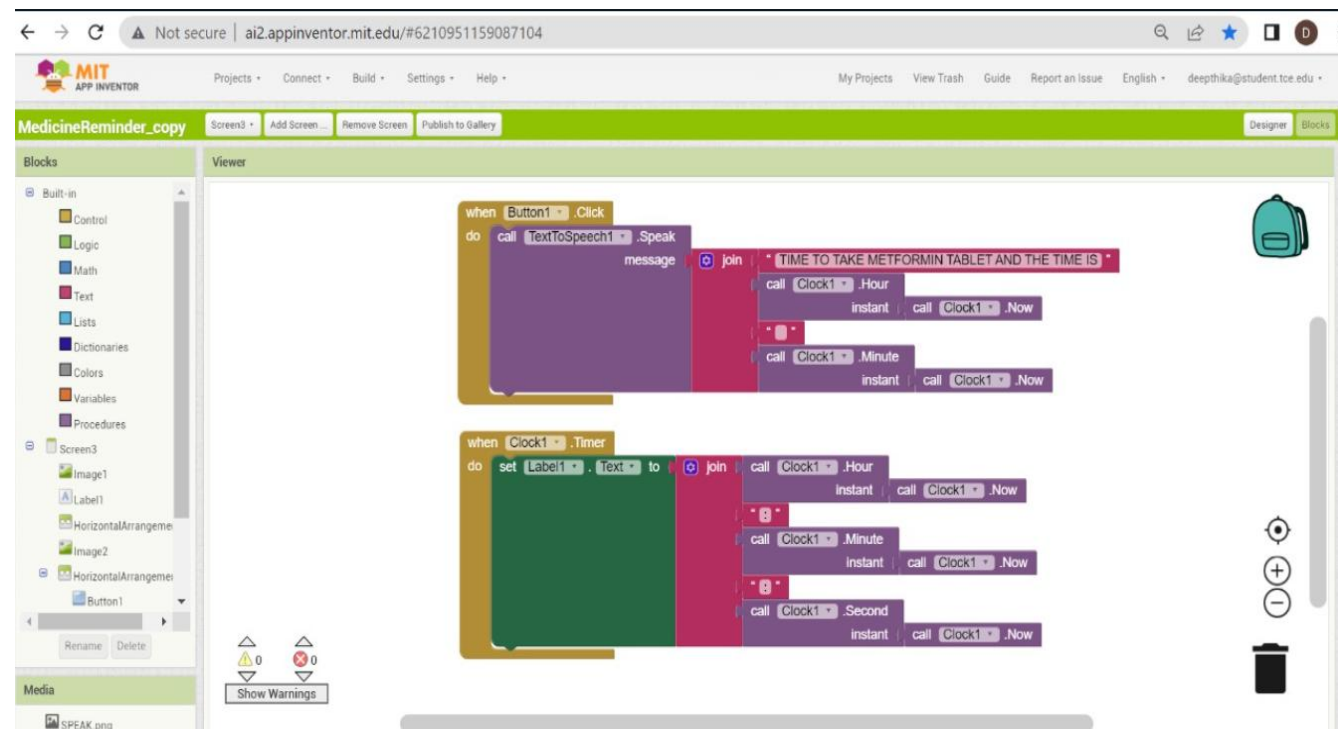 Not secure | ai2.appinventor.mit.edu/#6210951159087104 D
MIT
APP INVENTOR
Projects Connect Build Settings Help My Projects View Trash Guide Report an Issue English deepthika@student.tce.edu
MedicineReminder_copy Screen3 Add Screen ... Remove Screen Publish to Gallery Designer Blocks
Blocks Viewer
Built-in
Control
Logic
Math
Text
Lists
Dictionaries
Colors
Variables
Procedures
Screen3
Image1
A Label1
HorizontalArrangeme
Image2
HorizontalArrangeme
Button1
Rename Delete
Media
SPEAK.png
when Button1 .Click
do call TextToSpeech1 .Speak
message join " TIME TO TAKE METFORMIN TABLET AND THE TIME IS "
call Clock1 .Hour
instant call Clock1 .Now
" "
call Clock1 .Minute
instant call Clock1 .Now
when Clock1 .Timer
do set Label1 . Text to join call Clock1 .Hour
instant call Clock1 .Now
" : "
call Clock1 .Minute
instant call Clock1 .Now
" : "
call Clock1 .Second
instant call Clock1 .Now
0 0
Show Warnings